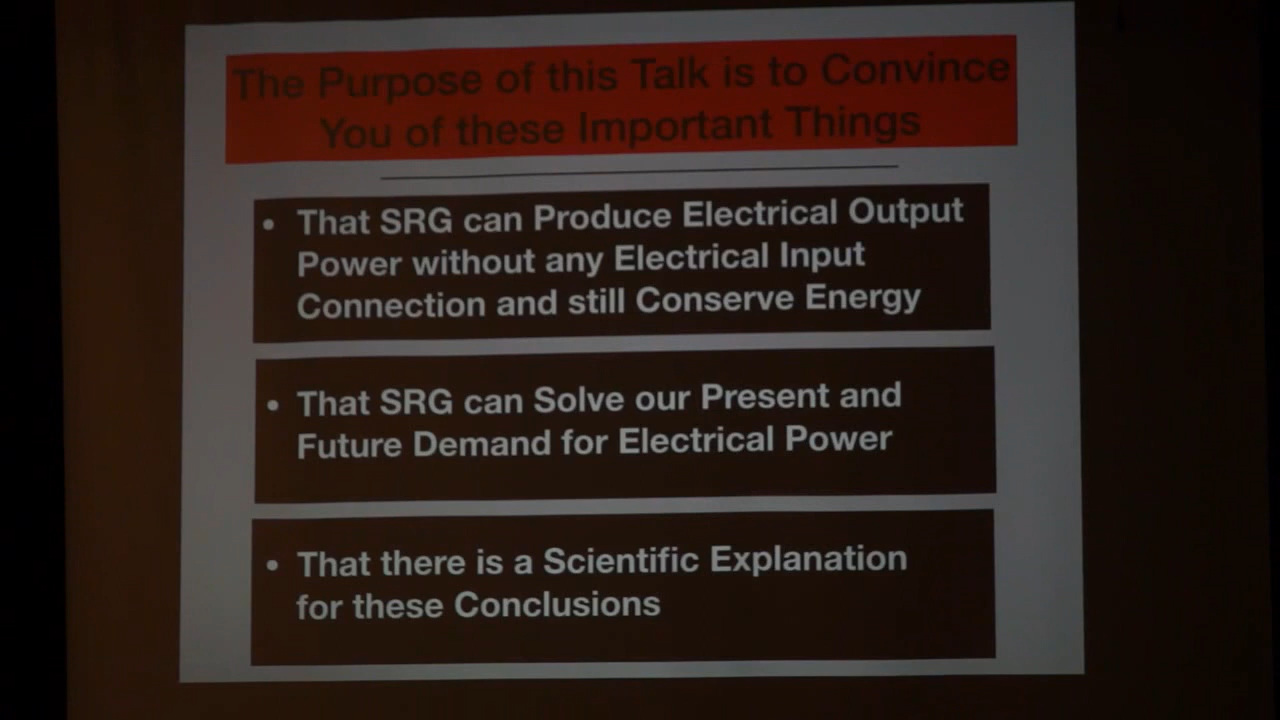 The Purpose of this Talk is to Convince
You of these Important Things
• That SRG can Produce Electrical Output
Power without any Electrical Input
Connection and still Conserve Energy
• That SRG can Solve our Present and
Future Demand for Electrical Power
• That there is a Scientific Explanation
for these Conclusions